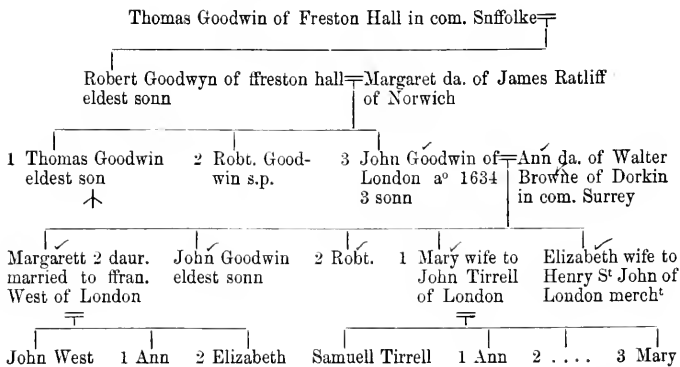 Thomas Goodwin of Freston Hall in com. Snffolke
Robert Goodwyn of ffreston hall
eldest sonn
Margaret da. of James Ratliff
of Norwich
1 Thomas Goodwin
eldest son
2 Robt. Good-
win s.p.
3 John Goodwin of
London aº 1634
3 sonn
Ann da. of Walter
Browne of Dorkin
in com. Surrey
Margarett 2 daur.
married to ffran.
West of London
John Goodwin
eldest sonn
2 Robt.
1 Mary wife to
John Tirrell
of London
Elizabeth wife to
Henry Sᵗ John of
London merchᵗ
John West
1 Ann
2 Elizabeth
Samuell Tirrell
1 Ann
2 ....
3 Mary